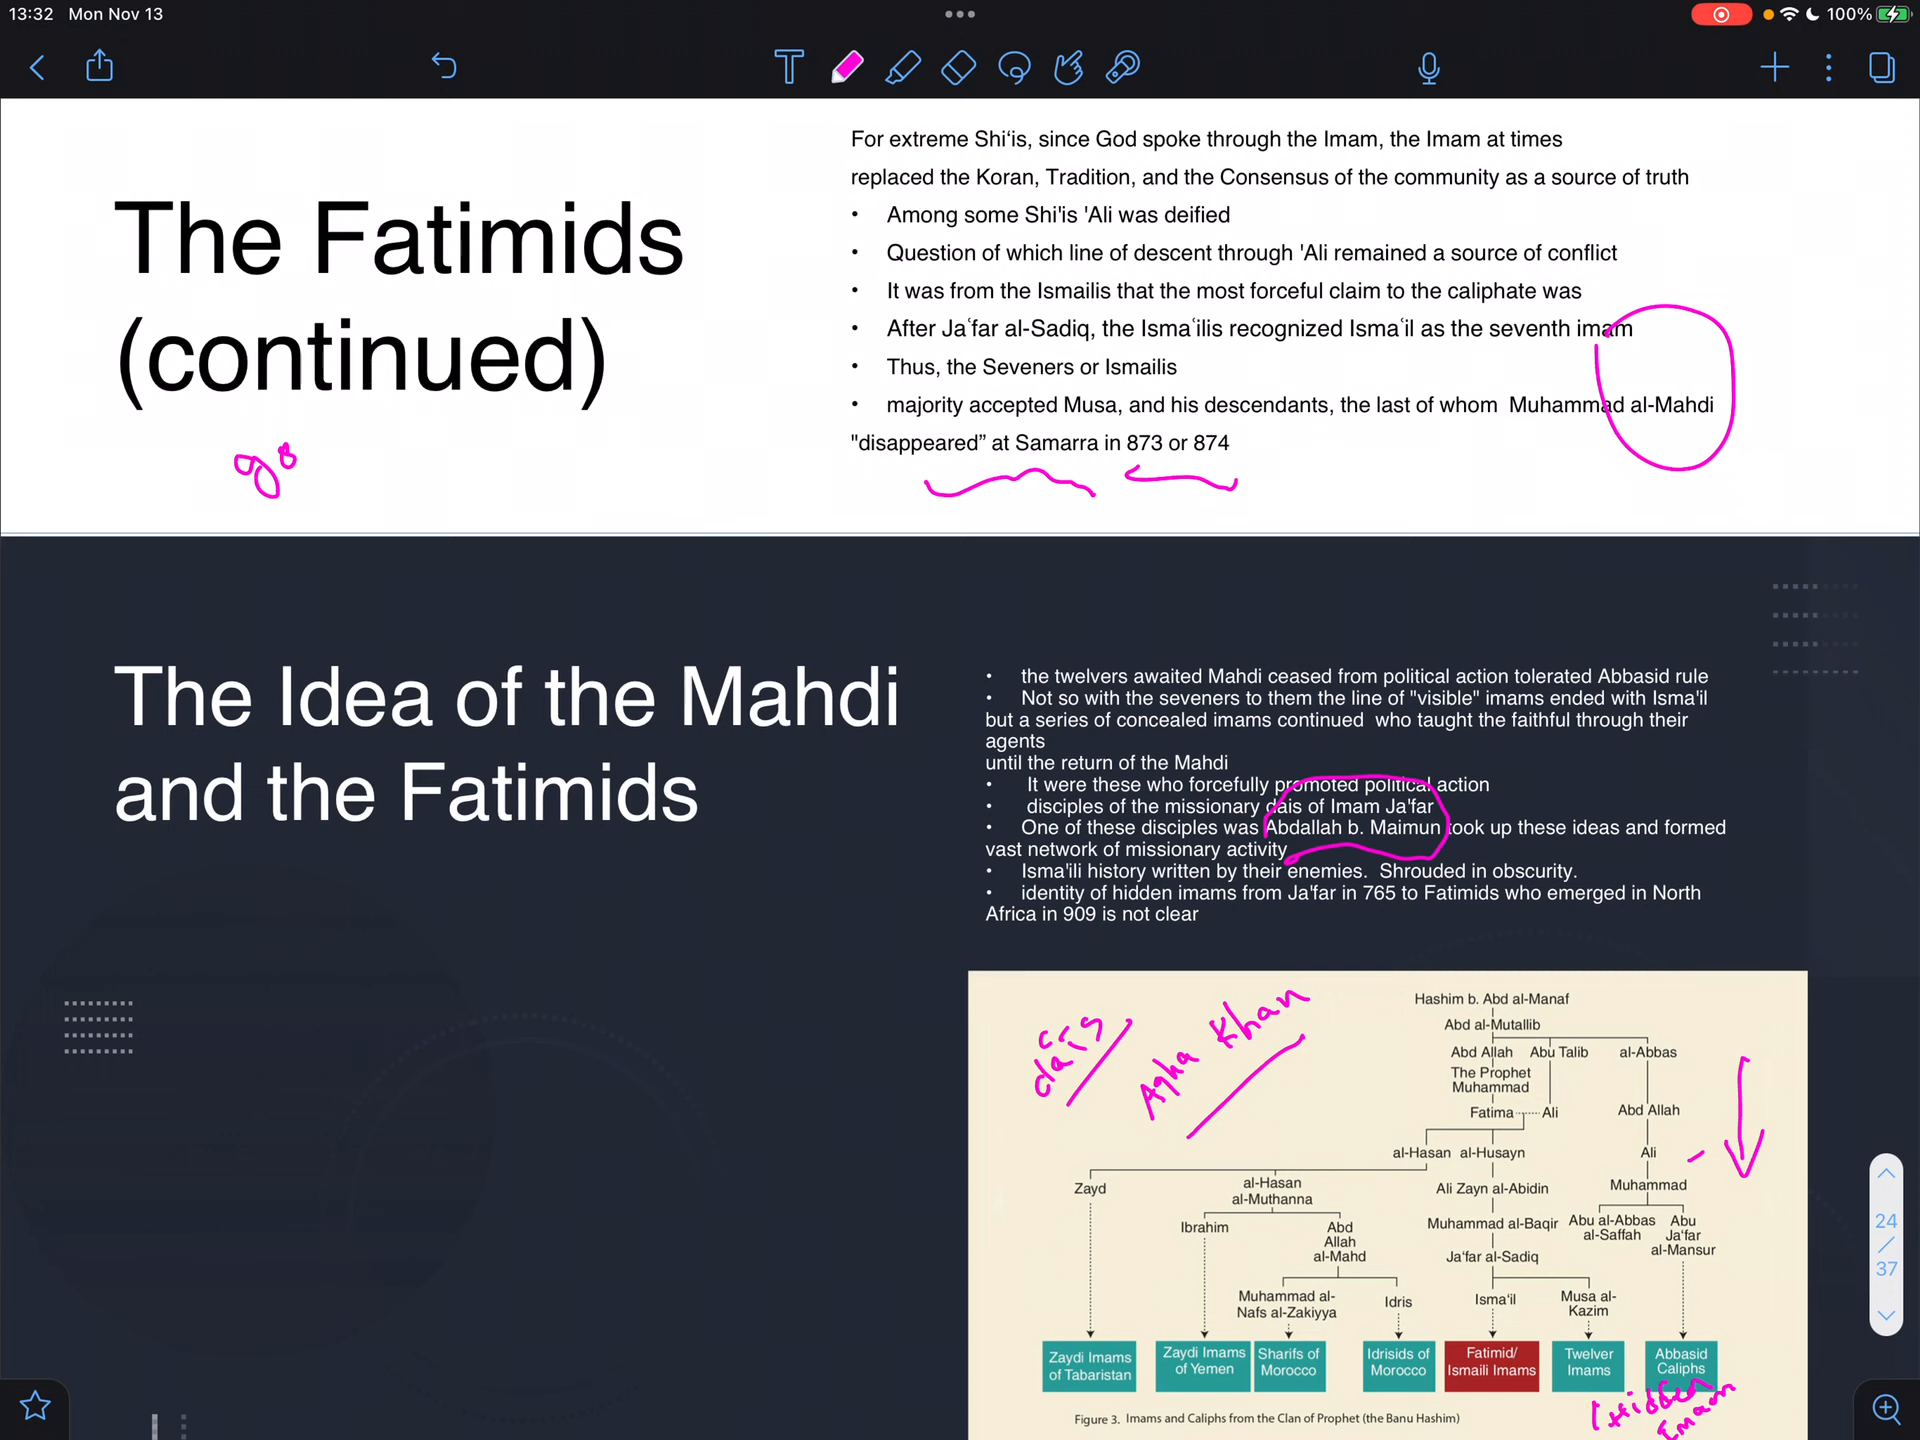 13:32 Mon Nov 13
100%
The Fatimids
(continued)
For extreme Shi‘is, since God spoke through the Imam, the Imam at times
replaced the Koran, Tradition, and the Consensus of the community as a source of truth
• Among some Shi'is 'Ali was deified
• Question of which line of descent through 'Ali remained a source of conflict
• It was from the Ismailis that the most forceful claim to the caliphate was
• After Jaʿfar al-Sadiq, the Ismaʿilis recognized Ismaʿil as the seventh imam
• Thus, the Seveners or Ismailis
• majority accepted Musa, and his descendants, the last of whom Muhammad al-Mahdi
"disappeared” at Samarra in 873 or 874
The Idea of the Mahdi
and the Fatimids
• the twelvers awaited Mahdi ceased from political action tolerated Abbasid rule
• Not so with the seveners to them the line of "visible" imams ended with Isma'il
but a series of concealed imams continued who taught the faithful through their
agents
until the return of the Mahdi
• It were these who forcefully promoted political action
• disciples of the missionary dais of Imam Ja'far
• One of these disciples was Abdallah b. Maimun took up these ideas and formed
vast network of missionary activity
• Isma'ili history written by their enemies. Shrouded in obscurity.
• identity of hidden imams from Ja'far in 765 to Fatimids who emerged in North
Africa in 909 is not clear
dais
Agha Khan
Hashim b. Abd al-Manaf
Abd al-Mutallib
Abd Allah Abu Talib al-Abbas
The Prophet
Muhammad
Fatima Ali Abd Allah
al-Hasan al-Husayn Ali
Zayd al-Hasan
al-Muthanna Ali Zayn al-Abidin Muhammad
Ibrahim Abd
Allah
al-Mahd
Muhammad al-Baqir
Abu al-Abbas
al-Saffah
Abu
Ja‘far
al-Mansur
Ja‘far al-Sadiq
Muhammad al-
Nafs al-Zakiyya
Idris
Isma‘il
Musa al-
Kazim
Zaydi Imams
of Tabaristan
Zaydi Imams
of Yemen
Sharifs of
Morocco
Idrisids of
Morocco
Fatimid/
Ismaili Imams
Twelver
Imams
Abbasid
Caliphs
Hidden
Imam
Figure 3. Imams and Caliphs from the Clan of Prophet (the Banu Hashim)
24
/
37